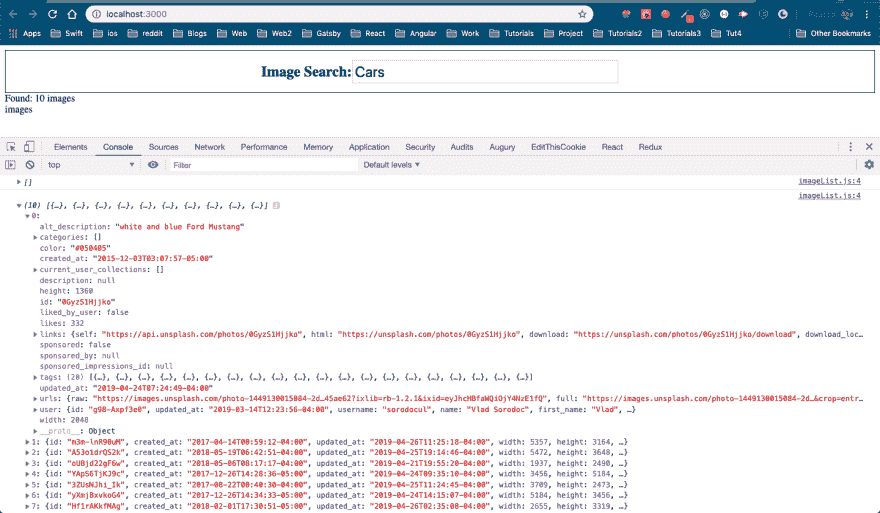 localhost:3000
Apps Swift ios reddit Blogs Web Web2 Gatsby React Angular Work Tutorials Project Tutorials2 Tutorials3 Tut4 Other Bookmarks
Image Search: Cars
Found: 10 images
images
Elements Console Sources Network Performance Memory Application Security Audits Augury EditThisCookie React Redux
top Filter Default levels
[] imageList.js:4
imageList.js:4
(10) [{…}, {…}, {…}, {…}, {…}, {…}, {…}, {…}, {…}, {…}]
0:
alt_description: "white and blue Ford Mustang"
categories: []
color: "#050405"
created_at: "2015-12-03T03:07:57-05:00"
current_user_collections: []
description: null
height: 1360
id: "0GyzS1Hjjko"
liked_by_user: false
likes: 332
links: {self: "https://api.unsplash.com/photos/0GyzS1Hjjko", html: "https://unsplash.com/photos/0GyzS1Hjjko", download: "https://unsplash.com/photos/0GyzS1Hjjko/download", download_loc…
sponsored: false
sponsored_by: null
sponsored_impressions_id: null
tags: (20) [{…}, {…}, {…}, {…}, {…}, {…}, {…}, {…}, {…}, {…}, {…}, {…}, {…}, {…}, {…}, {…}, {…}, {…}, {…}, {…}]
updated_at: "2019-04-24T07:24:49-04:00"
urls: {raw: "https://images.unsplash.com/photo-1449130015084-2d…45ae62?ixlib=rb-1.2.1&ixid=eyJhcHBfaWQiOjY4NzE1fQ", full: "https://images.unsplash.com/photo-1449130015084-2d…&crop=entr…
user: {id: "g98-Axpf3e0", updated_at: "2019-03-14T12:23:56-04:00", username: "sorodocul", name: "Vlad Sorodoc", first_name: "Vlad", …}
width: 2048
__proto__: Object
1: {id: "m3m-lnR90uM", created_at: "2017-04-14T00:59:12-04:00", updated_at: "2019-04-26T11:25:18-04:00", width: 5357, height: 3164, …}
2: {id: "A53o1drQS2k", created_at: "2018-05-19T06:42:51-04:00", updated_at: "2019-04-25T19:14:46-04:00", width: 5472, height: 3648, …}
3: {id: "oUBjd22gF6w", created_at: "2018-05-06T08:17:17-04:00", updated_at: "2019-04-21T19:55:20-04:00", width: 1937, height: 2490, …}
4: {id: "YApS6TjKJ9c", created_at: "2017-12-26T14:28:36-05:00", updated_at: "2019-04-24T09:35:10-04:00", width: 3456, height: 5184, …}
5: {id: "3ZUsNJhi_Ik", created_at: "2017-08-22T00:40:30-04:00", updated_at: "2019-04-25T11:24:45-04:00", width: 3709, height: 2473, …}
6: {id: "yXmjBxvkoG4", created_at: "2017-12-26T14:34:33-05:00", updated_at: "2019-04-24T14:15:07-04:00", width: 5184, height: 3456, …}
7: {id: "Hf1rAKkfMAg", created_at: "2018-02-01T17:30:51-05:00", updated_at: "2019-04-26T02:35:08-04:00", width: 2655, height: 3319, …}